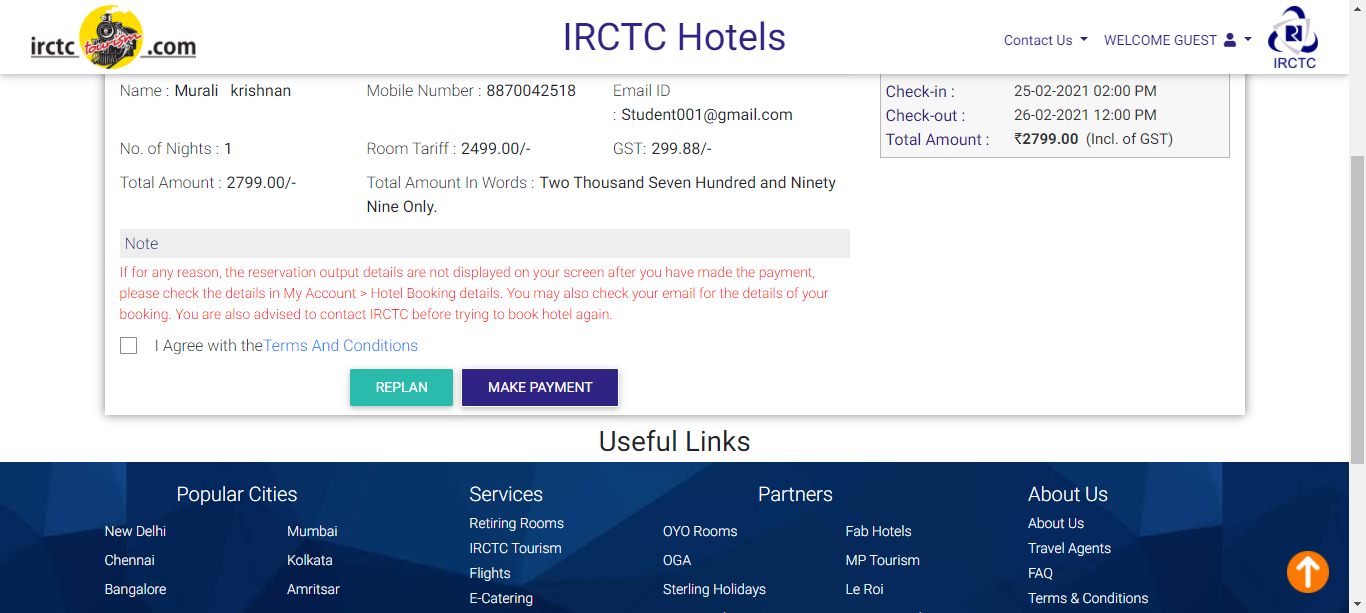 irctc tourism .com
IRCTC Hotels
Contact Us
WELCOME GUEST
IRCTC
Name : Murali krishnan
Mobile Number : 8870042518
Email ID
: Student001@gmail.com
No. of Nights : 1
Room Tariff : 2499.00/-
GST: 299.88/-
Total Amount : 2799.00/-
Total Amount In Words : Two Thousand Seven Hundred and Ninety
Nine Only.
Check-in : 25-02-2021 02:00 PM
Check-out : 26-02-2021 12:00 PM
Total Amount : ₹2799.00 (Incl. of GST)
Note
If for any reason, the reservation output details are not displayed on your screen after you have made the payment,
please check the details in My Account > Hotel Booking details. You may also check your email for the details of your
booking. You are also advised to contact IRCTC before trying to book hotel again.
I Agree with theTerms And Conditions
REPLAN
MAKE PAYMENT
Useful Links
Popular Cities
New Delhi
Mumbai
Chennai
Kolkata
Bangalore
Amritsar
Services
Retiring Rooms
IRCTC Tourism
Flights
E-Catering
Partners
OYO Rooms
Fab Hotels
OGA
MP Tourism
Sterling Holidays
Le Roi
About Us
About Us
Travel Agents
FAQ
Terms & Conditions